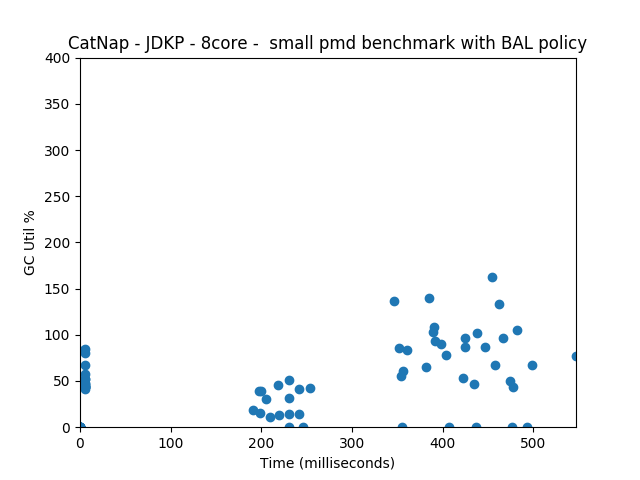 CatNap - JDKP - 8core -  small pmd benchmark with BAL policy
400
350
300
250
200
150
100
50
0
GC Util %
0 100 200 300 400 500
Time (milliseconds)